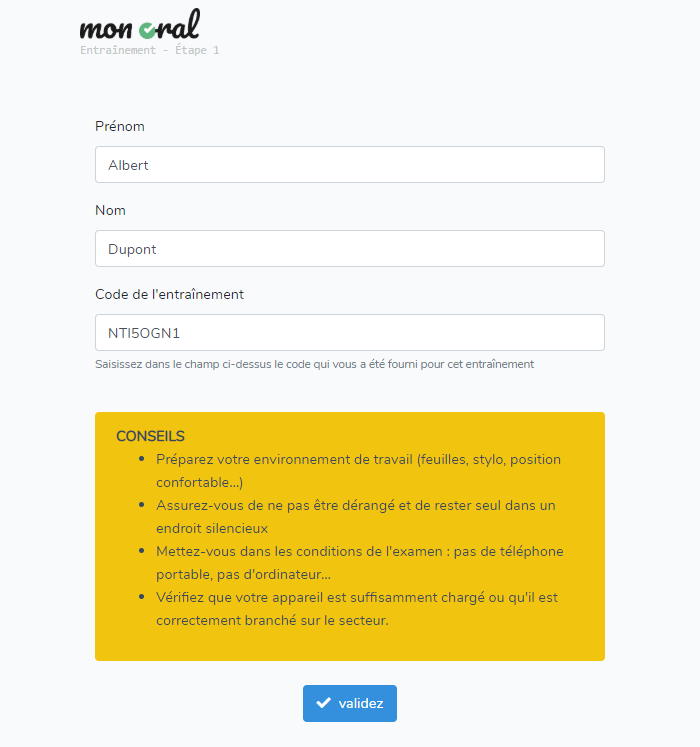 mon oral
Entraînement - Étape 1
Prénom
Albert
Nom
Dupont
Code de l'entraînement
NTI5OGN1
Saisissez dans le champ ci-dessus le code qui vous a été fourni pour cet entraînement
CONSEILS
• Préparez votre environnement de travail (feuilles, stylo, position
confortable...)
• Assurez-vous de ne pas être dérangé et de rester seul dans un
endroit silencieux
• Mettez-vous dans les conditions de l'examen : pas de téléphone
portable, pas d'ordinateur...
• Vérifiez que votre appareil est suffisamment chargé ou qu'il est
correctement branché sur le secteur.
validez